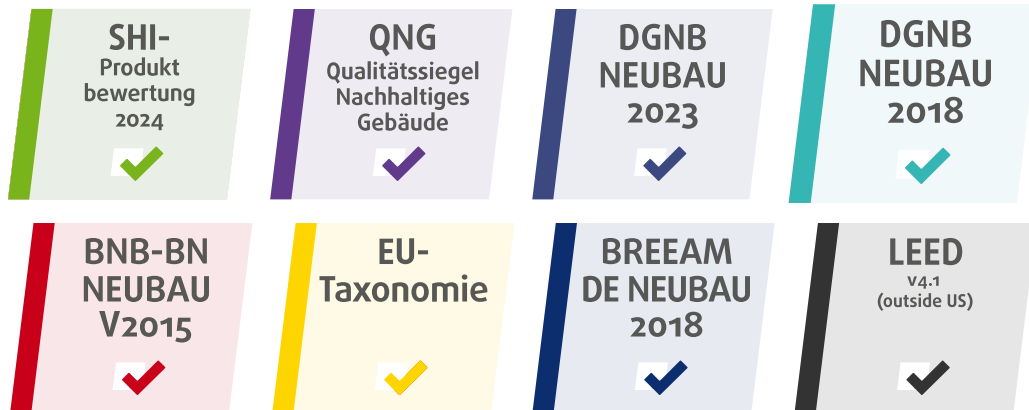 SHI-
Produkt
bewertung
2024
QNG
Qualitätssiegel
Nachhaltiges
Gebäude
DGNB
NEUBAU
2023
DGNB
NEUBAU
2018
BNB-BN
NEUBAU
V2015
EU-
Taxonomie
BREEAM
DE NEUBAU
2018
LEED
v4.1
(outside US)